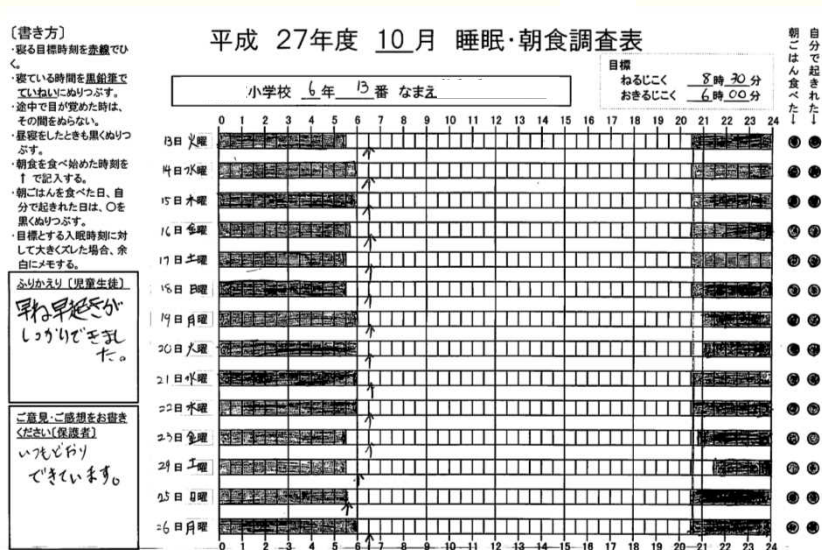 平成 27年度 10月 睡眠・朝食調査表
〔書き方〕
・寝る目標時刻を赤線でひ
く。
・寝ている時間を黒鉛筆で
ていねいにぬりつぶす。
・途中で目が覚めた時は、
その間をぬらない。
・昼寝をしたときも黒くぬりつ
ぶす。
・朝食を食べ始めた時刻を
↑ で記入する。
・朝ごはんを食べた日、自
分で起きれた日は、〇を
黒くぬりつぶす。
・目標とする入眠時刻に対
して大きくズレした場合、余
白にメモする。
小学校 6年 13番 なまえ
目標
ねるじこく 8時30分
おきるじこく 6時00分
朝ごはん食べた→
自分で起きれた→
0 1 2 3 4 5 6 7 8 9 10 11 12 13 14 15 16 17 18 19 20 21 22 23 24
13日 火曜
14日 水曜
15日 木曜
16日 金曜
17日 土曜
18日 日曜
19日 月曜
20日 火曜
21日 水曜
22日 木曜
23日 金曜
24日 土曜
25日 日曜
26日 月曜
0 1 2 3 4 5 6 7 8 9 10 11 12 13 14 15 16 17 18 19 20 21 22 23 24
ふりかえり〔児童生徒〕
早ね早起きが
しっかりできまし
た。
ご意見・ご感想をお書き
ください〔保護者〕
いつもどおり
できています。